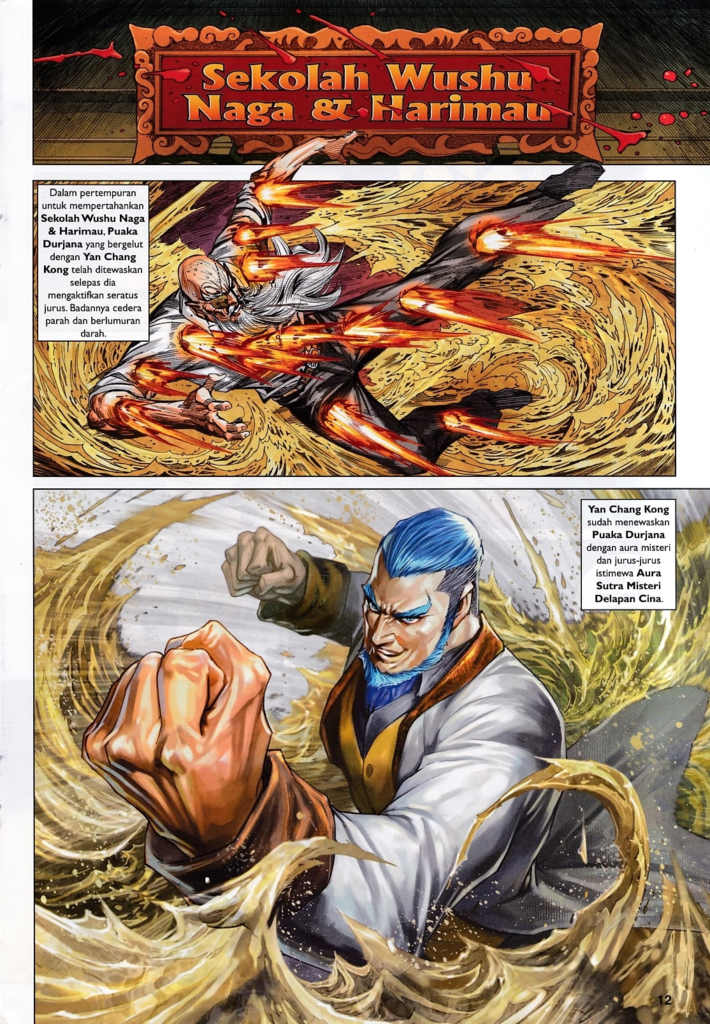 Sekolah Wushu
Naga & Harimau
Dalam pertempuran
untuk mempertahankan
Sekolah Wushu Naga
& Harimau, Puaka
Durjana yang bergelut
dengan Yan Chang
Kong telah ditewaskan
selepas dia
mengaktifkan seratus
jurus. Badannya cedera
parah dan berlumuran
darah.
Yan Chang Kong
sudah menewaskan
Puaka Durjana
dengan aura misteri
dan jurus-jurus
istimewa Aura
Sutra Misteri
Delapan Cina.
12